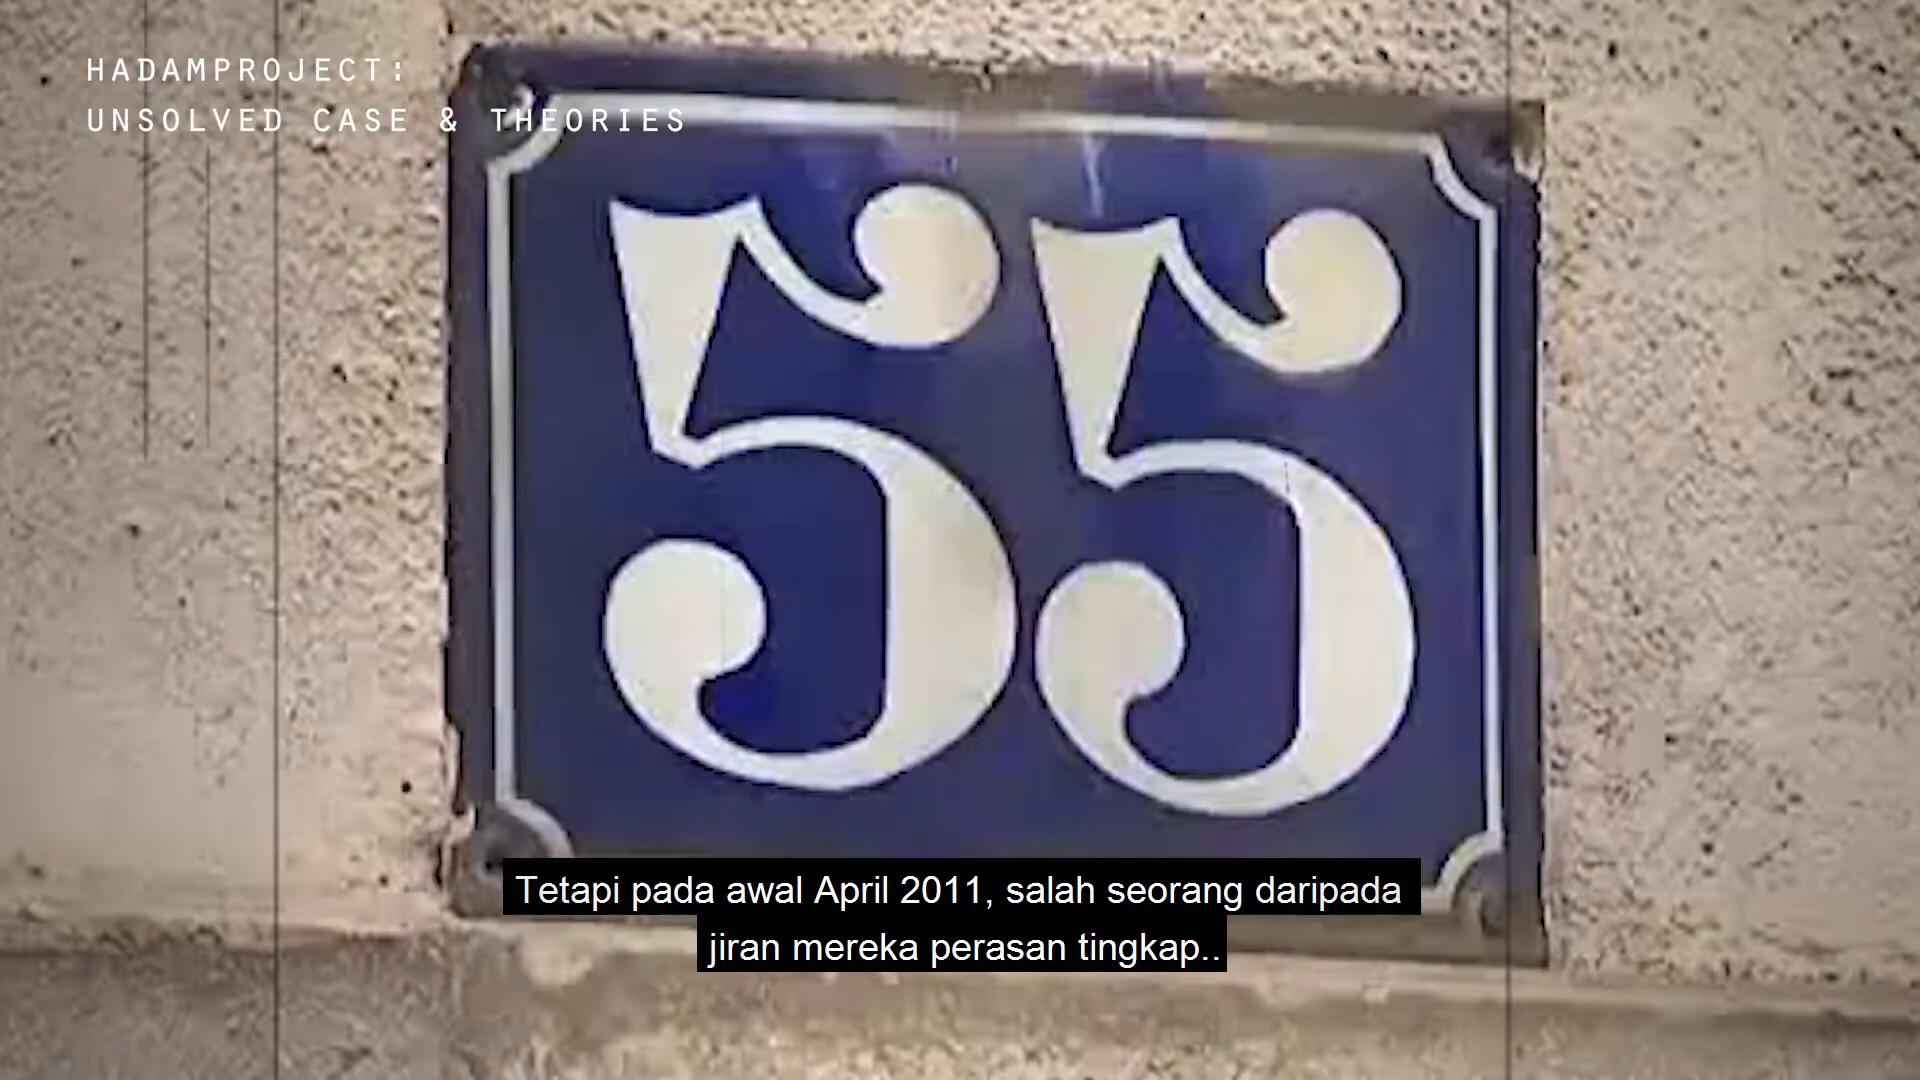 HADAMPROJECT:
UNSOLVED CASE & THEORIES
55
Tetapi pada awal April 2011, salah seorang daripada
jiran mereka perasan tingkap..